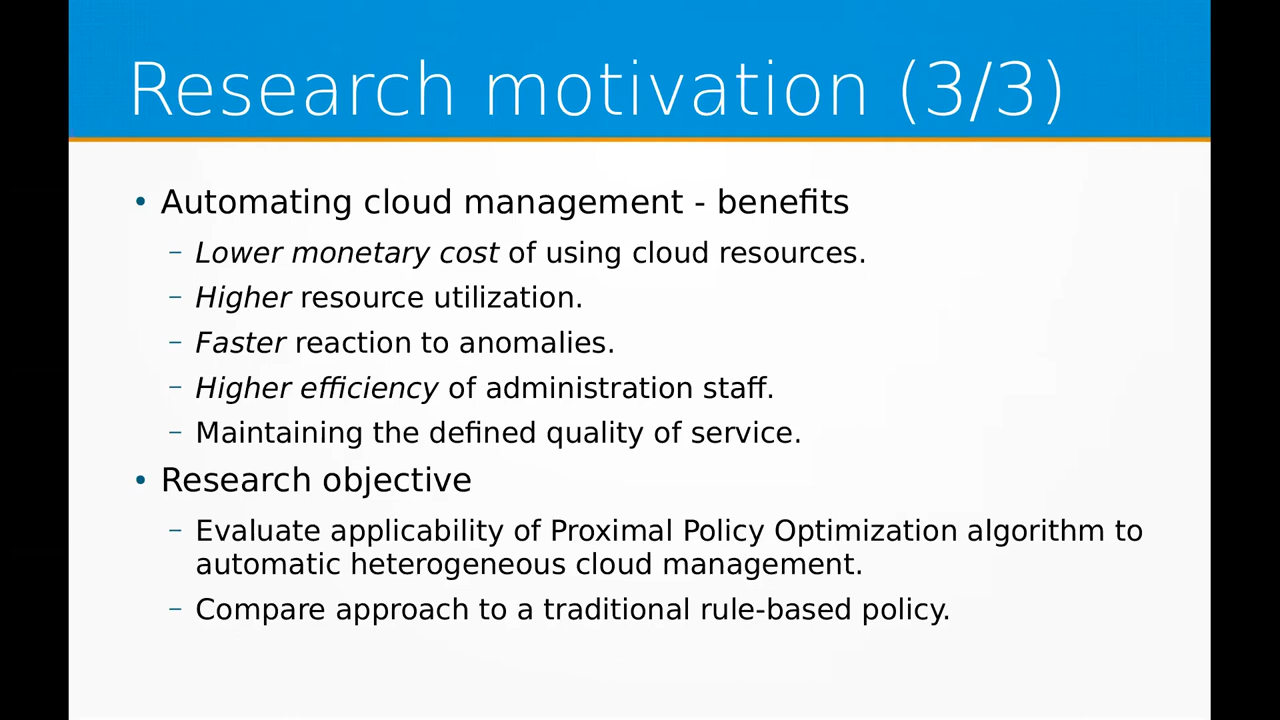 Research motivation (3/3)
• Automating cloud management - benefits
– Lower monetary cost of using cloud resources.
– Higher resource utilization.
– Faster reaction to anomalies.
– Higher efficiency of administration staff.
– Maintaining the defined quality of service.
• Research objective
– Evaluate applicability of Proximal Policy Optimization algorithm to
automatic heterogeneous cloud management.
– Compare approach to a traditional rule-based policy.